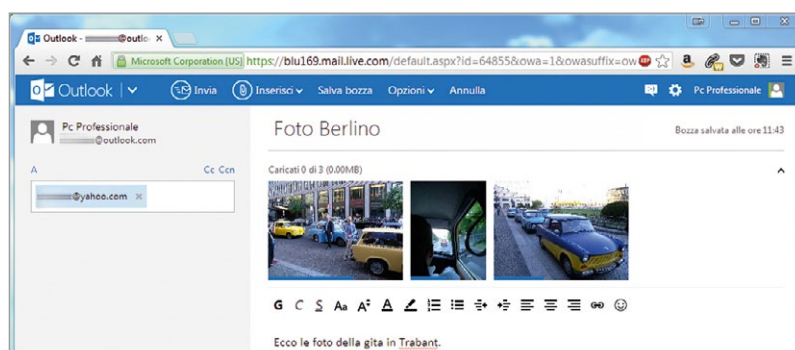 Outlook - @outlo
Microsoft Corporation [US] https://blu169.mail.live.com/default.aspx?id=64855&owa=1&owasuffix=ow
Outlook Invia Inserisci Salva bozza Opzioni Annulla Pc Professionale
Pc Professionale
@outlook.com
Foto Berlino
Bozza salvata alle ore 11:43
A Cc Ccn
@yahoo.com ×
Caricati 0 di 3 (0.00MB)
G C S Aa A A
Ecco le foto della gita in Trabant.